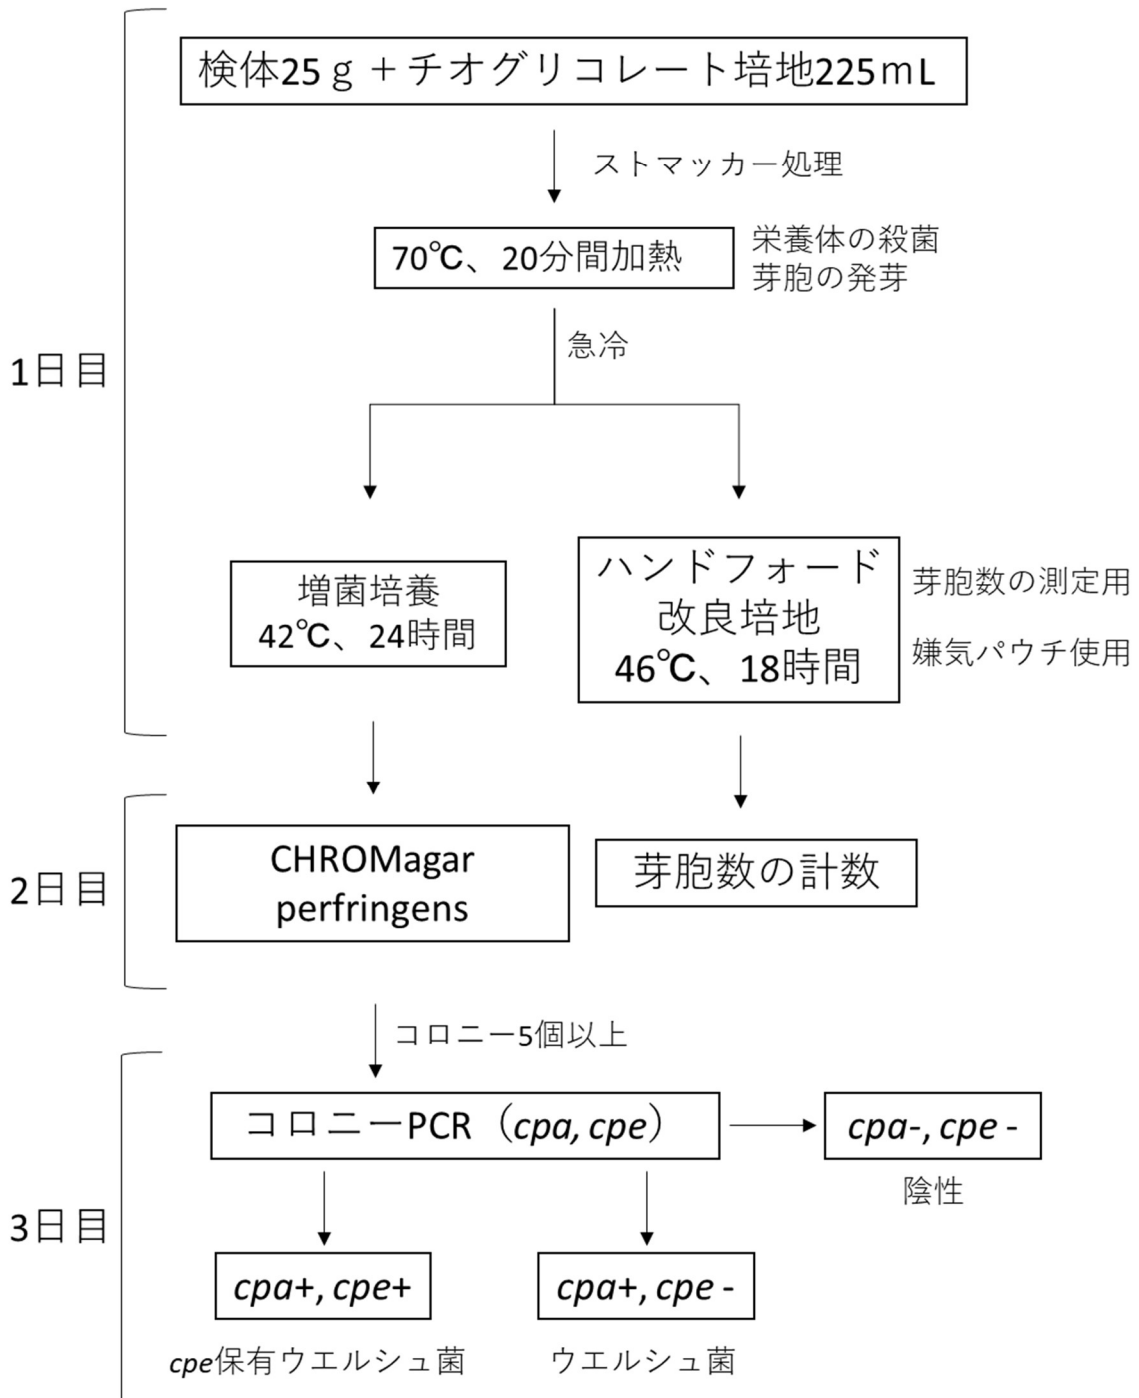 検体25ｇ＋チオグリコレート培地225ｍL
ストマッカー処理
70℃、20分間加熱
栄養体の殺菌
芽胞の発芽
急冷
1日目
増菌培養
42℃、24時間
ハンドフォード
改良培地
46℃、18時間
芽胞数の測定用
嫌気パウチ使用
2日目
CHROMagar
perfringens
芽胞数の計数
コロニー5個以上
3日目
コロニーPCR（cpa, cpe）
cpa-, cpe -
陰性
cpa+, cpe+
cpa+, cpe -
cpe保有ウエルシュ菌
ウエルシュ菌